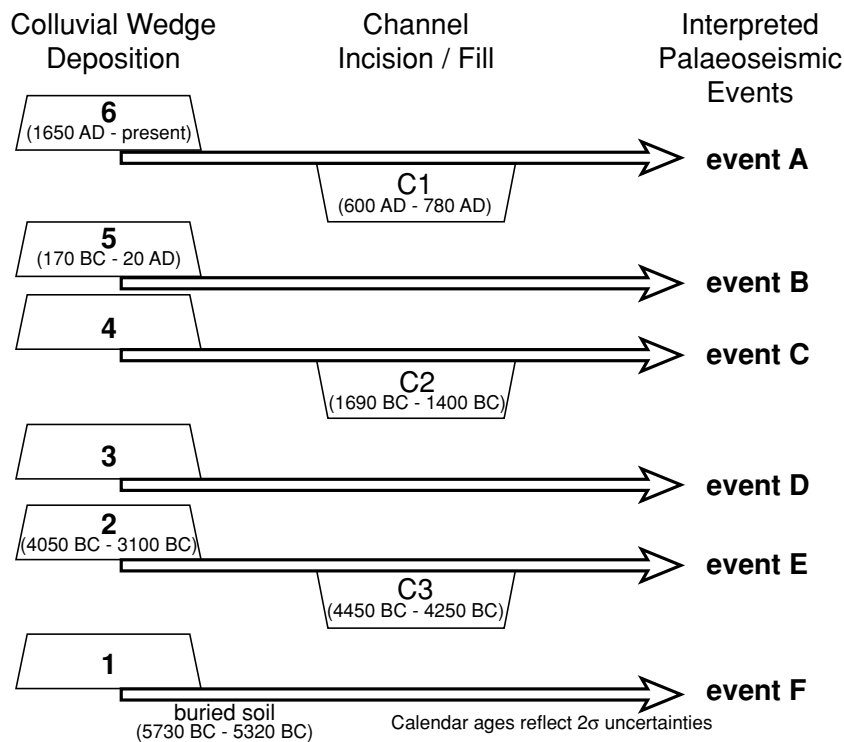 Colluvial Wedge
Deposition
Channel
Incision / Fill
Interpreted
Palaeoseismic
Events
6
(1650 AD - present)
event A
C1
(600 AD - 780 AD)
5
(170 BC - 20 AD)
event B
4
event C
C2
(1690 BC - 1400 BC)
3
event D
2
(4050 BC - 3100 BC)
event E
C3
(4450 BC - 4250 BC)
1
event F
buried soil
(5730 BC - 5320 BC)
Calendar ages reflect 2σ uncertainties